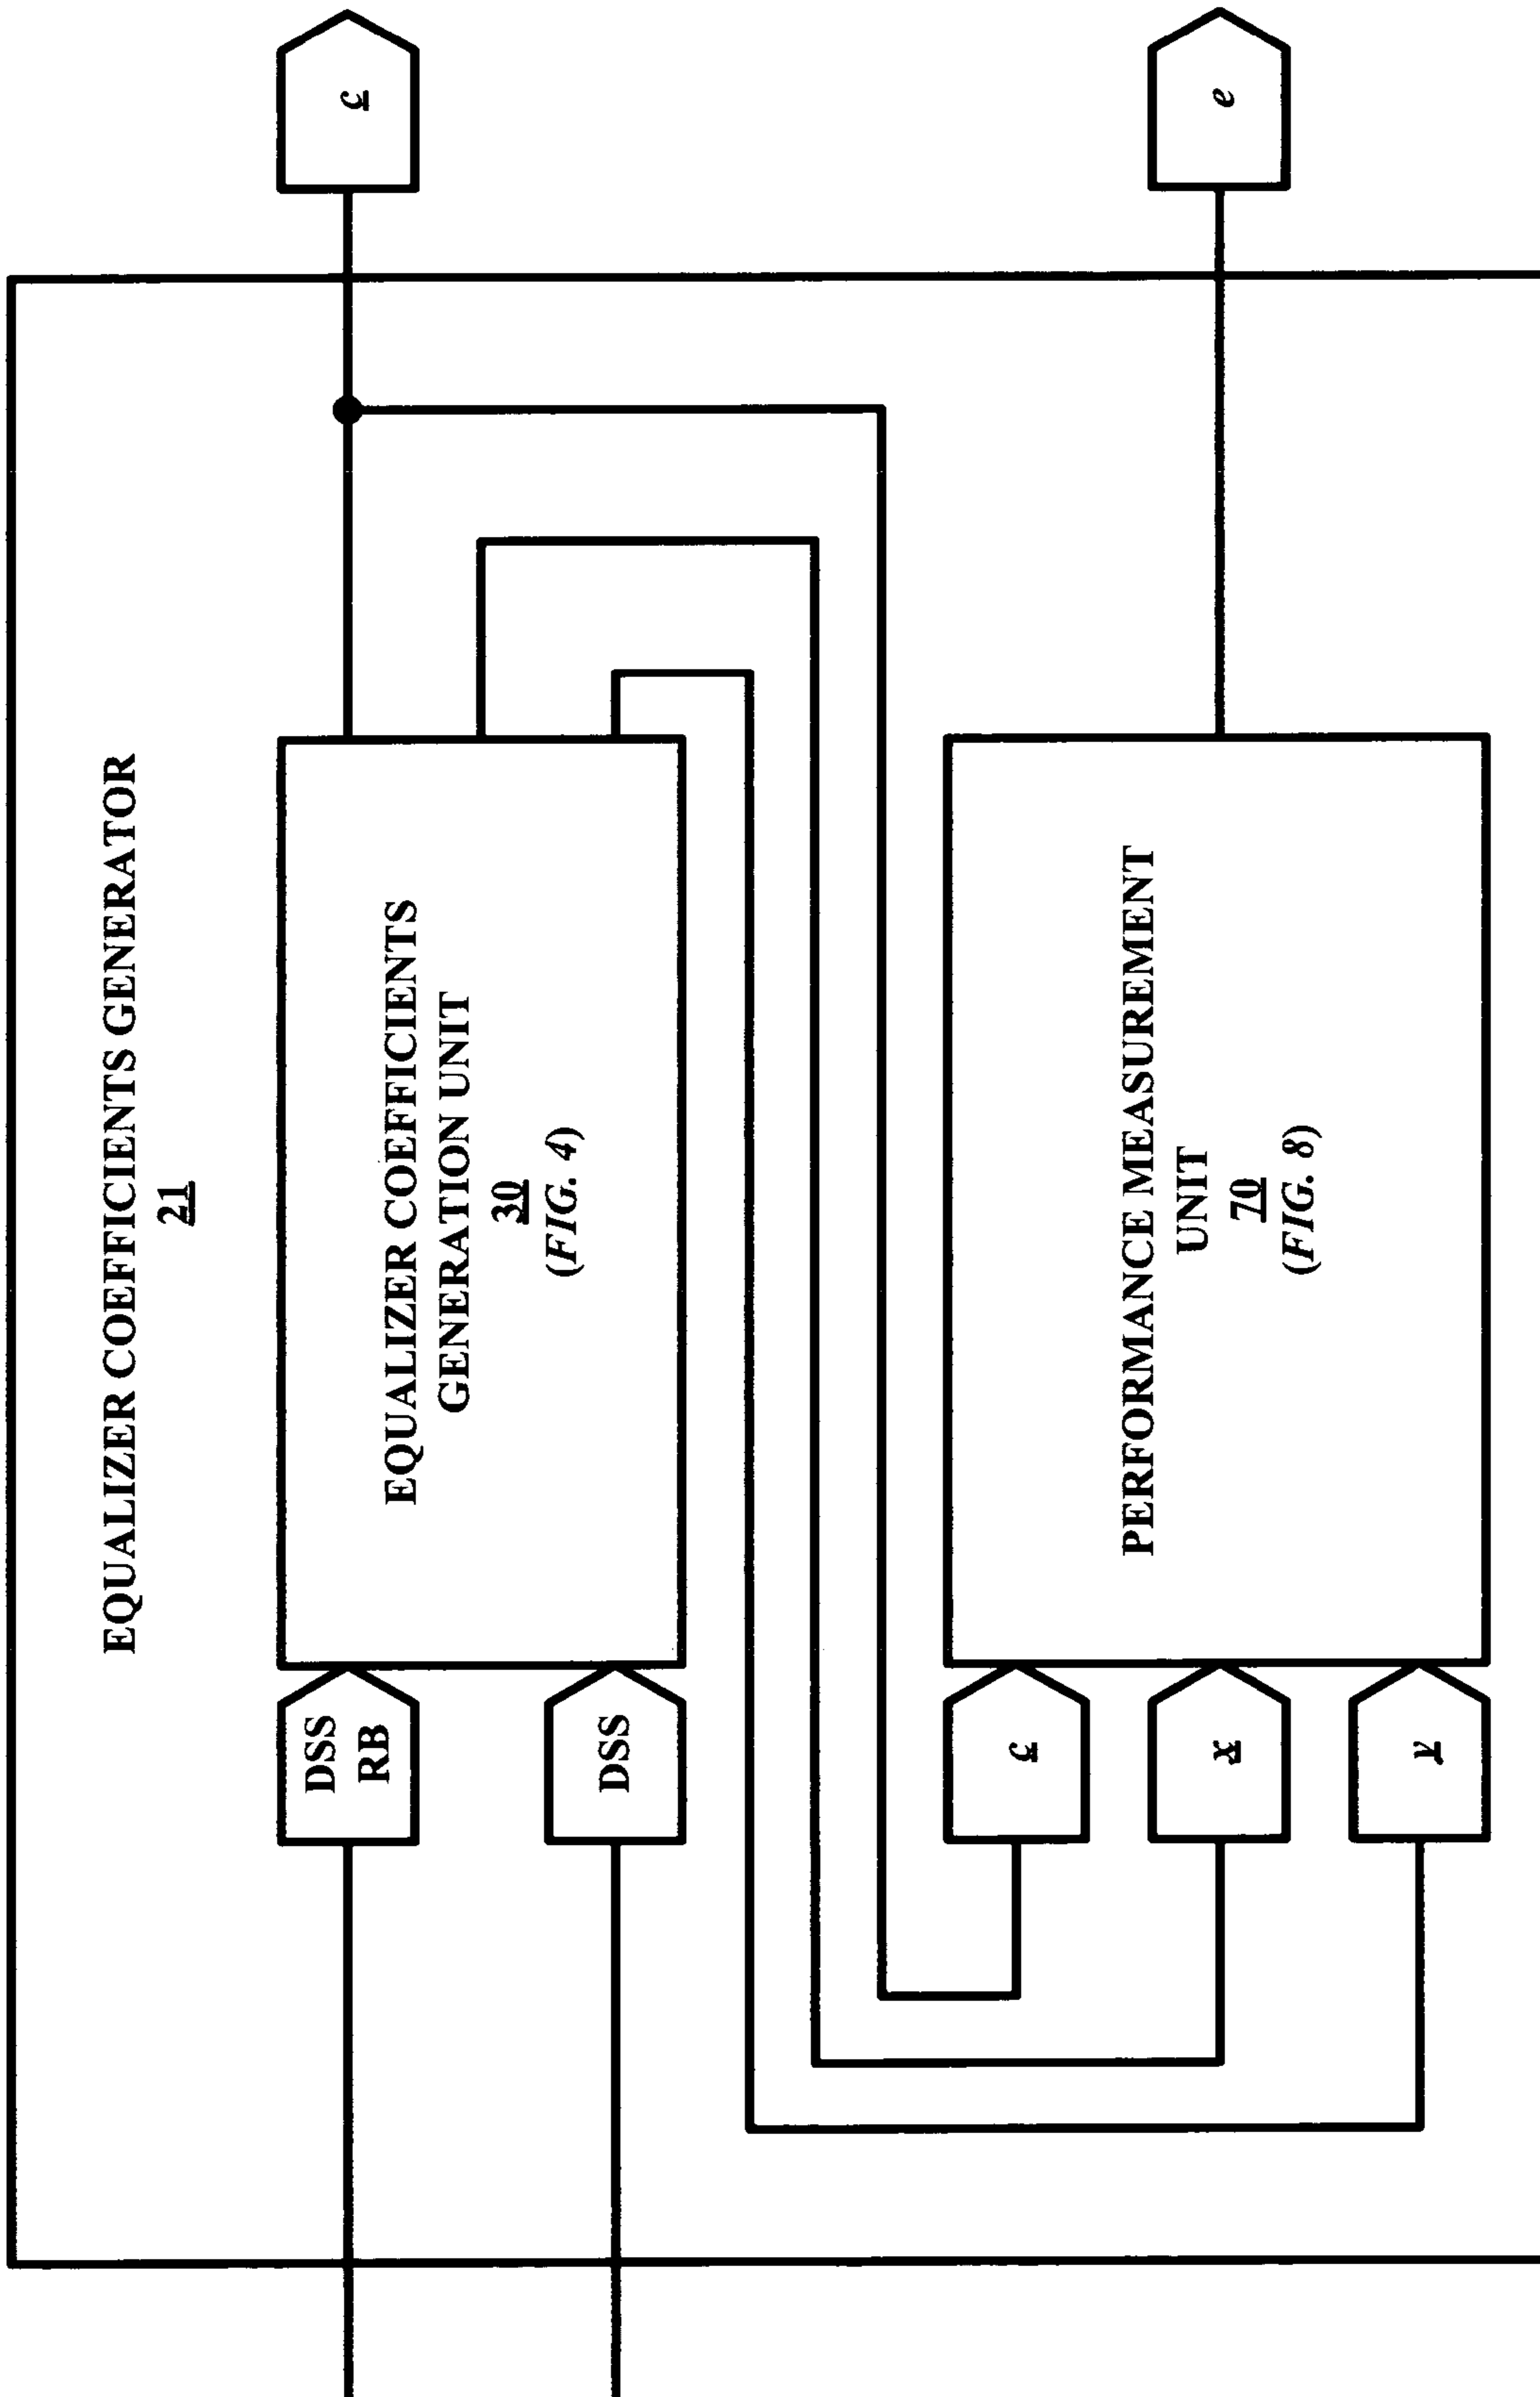 EQUALIZER COEFFICIENTS GENERATOR
21
DSS
RB
DSS
EQUALIZER COEFFICIENTS
GENERATION UNIT
30
(FIG. 4)
c
c
x
y
PERFORMANCE MEASUREMENT
UNIT
70
(FIG. 8)
e